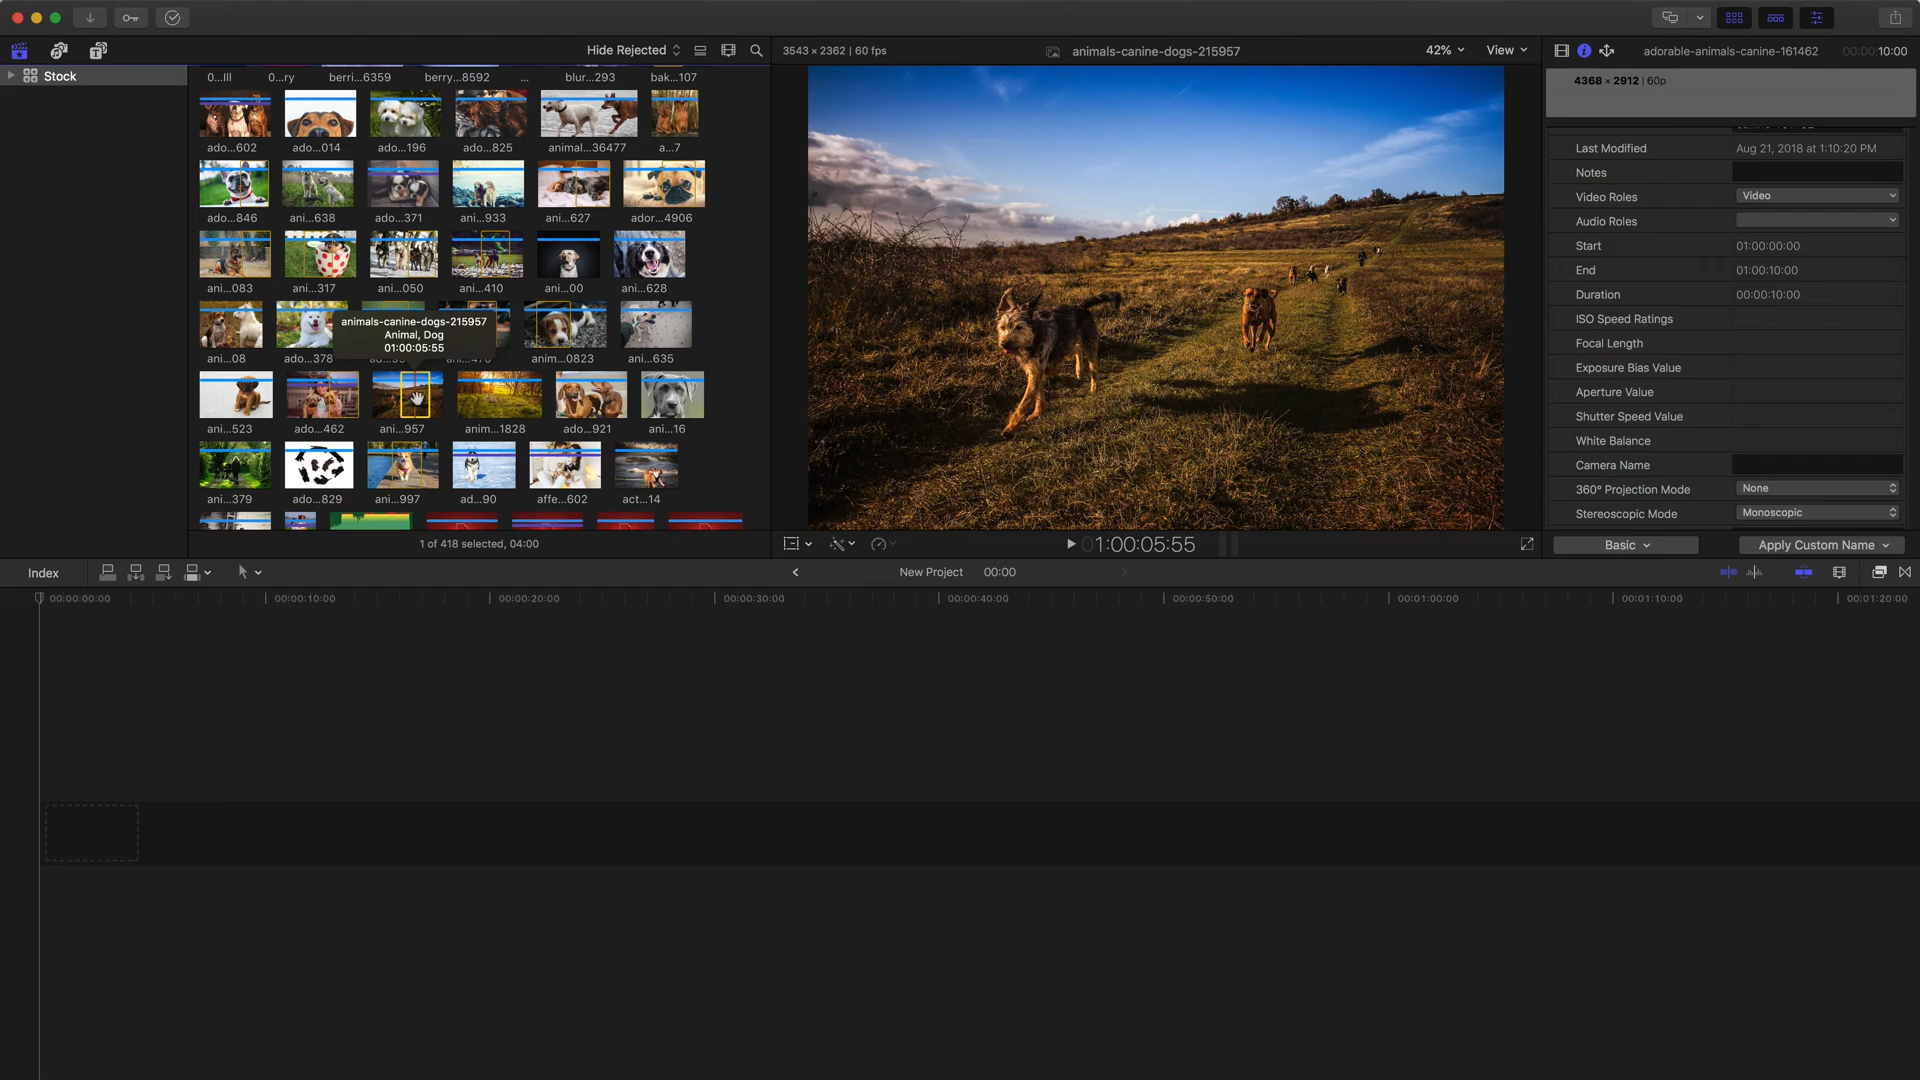 Hide Rejected
3543 × 2362 | 60 fps
animals-canine-dogs-215957
42%
View
adorable-animals-canine-161462
00:00:10:00
Stock
4368 × 2912 | 60p
0...lll
0...ry
berri...6359
berry...8592
...
blur...293
bak...107
ado...602
ado...014
ado...196
ado...825
animal...36477
a...7
ado...846
ani...638
ado...371
ani...933
ani...627
ador...4906
ani...083
ani...317
ani...050
ani...410
ani...00
ani...628
ani...08
ado...378
anim...0823
ani...635
animals-canine-dogs-215957
Animal, Dog
01:00:05:55
ani...523
ado...462
ani...957
anim...1828
ado...921
ani...16
ani...379
ado...829
ani...997
ad...90
affe...602
act...14
1 of 418 selected, 04:00
01:00:05:55
Last Modified
Aug 21, 2018 at 1:10:20 PM
Notes
Video Roles
Video
Audio Roles
Start
01:00:00:00
End
01:00:10:00
Duration
00:00:10:00
ISO Speed Ratings
Focal Length
Exposure Bias Value
Aperture Value
Shutter Speed Value
White Balance
Camera Name
360° Projection Mode
None
Stereoscopic Mode
Monoscopic
Basic
Apply Custom Name
Index
New Project
00:00
00:00:00:00
00:00:10:00
00:00:20:00
00:00:30:00
00:00:40:00
00:00:50:00
00:01:00:00
00:01:10:00
00:01:20:00